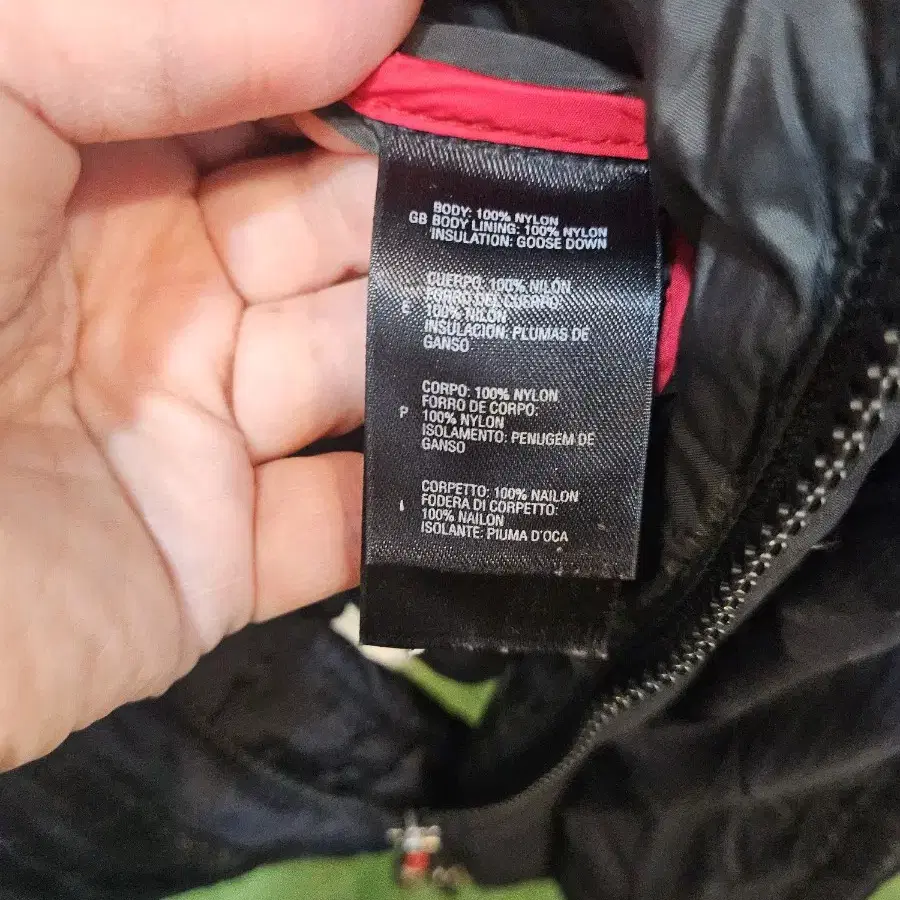 BODY: 100% NYLON
GB BODY LINING: 100% NYLON
INSULATION: GOOSE DOWN
CUERPO: 100% NILON
FORRO DEL CUERPO:
E 100% NILON
INSULACION: PLUMAS DE
GANSO
CORPO: 100% NYLON
FORRO DE CORPO:
P 100% NYLON
ISOLAMENTO: PENUGEM DE
GANSO
CORPETTO: 100% NAILON
I FODERA DI CORPETTO:
100% NAILON
ISOLANTE: PIUMA D'OCA